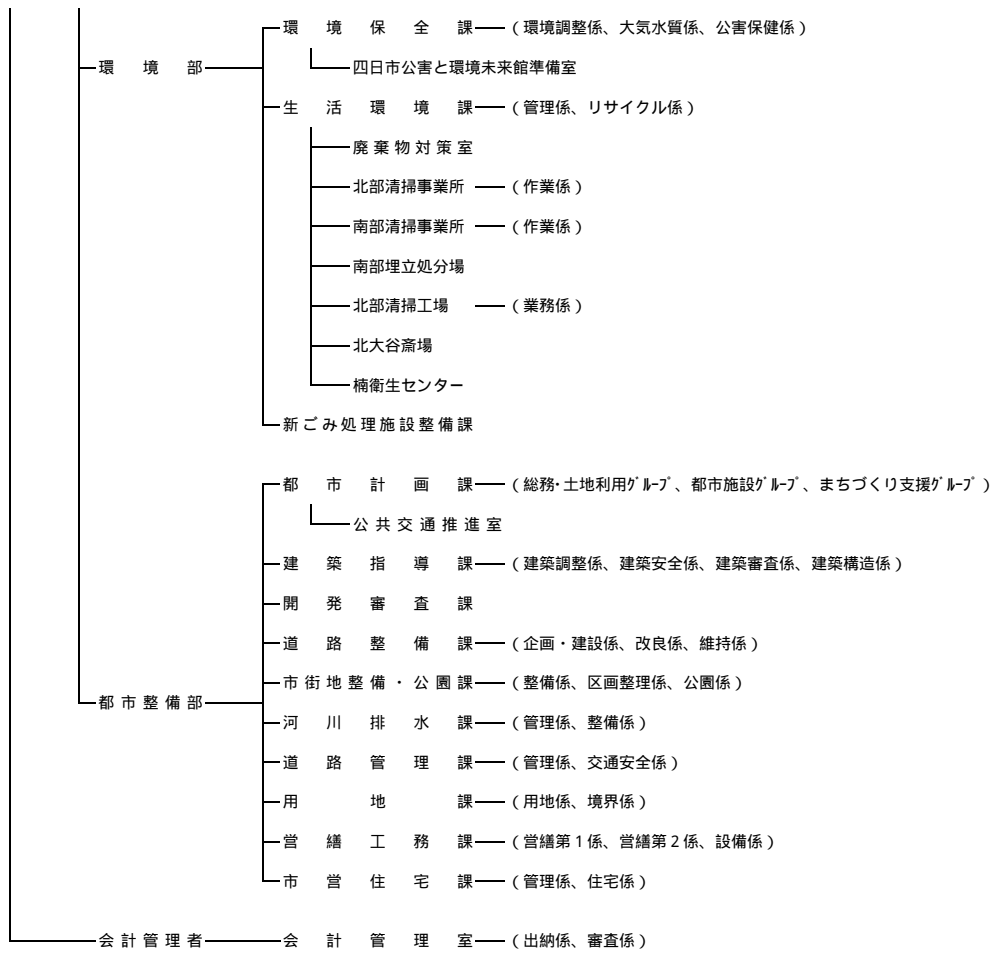 環境保全課（環境調整係、大気水質係、公害保健係）
環境部
四日市公害と環境未来館準備室
生活環境課（管理係、リサイクル係）
廃棄物対策室
北部清掃事業所（作業係）
南部清掃事業所（作業係）
南部埋立処分場
北部清掃工場（業務係）
北大谷斎場
楠衛生センター
新ごみ処理施設整備課
都市計画課（総務・土地利用ｸﾞﾙｰﾌﾟ、都市施設ｸﾞﾙｰﾌﾟ、まちづくり支援ｸﾞﾙｰﾌﾟ）
公共交通推進室
建築指導課（建築調整係、建築安全係、建築審査係、建築構造係）
開発審査課
道路整備課（企画・建設係、改良係、維持係）
市街地整備・公園課（整備係、区画整理係、公園係）
都市整備部
河川排水課（管理係、整備係）
道路管理課（管理係、交通安全係）
用地課（用地係、境界係）
営繕工務課（営繕第１係、営繕第２係、設備係）
市営住宅課（管理係、住宅係）
会計管理者 会計管理室（出納係、審査係）